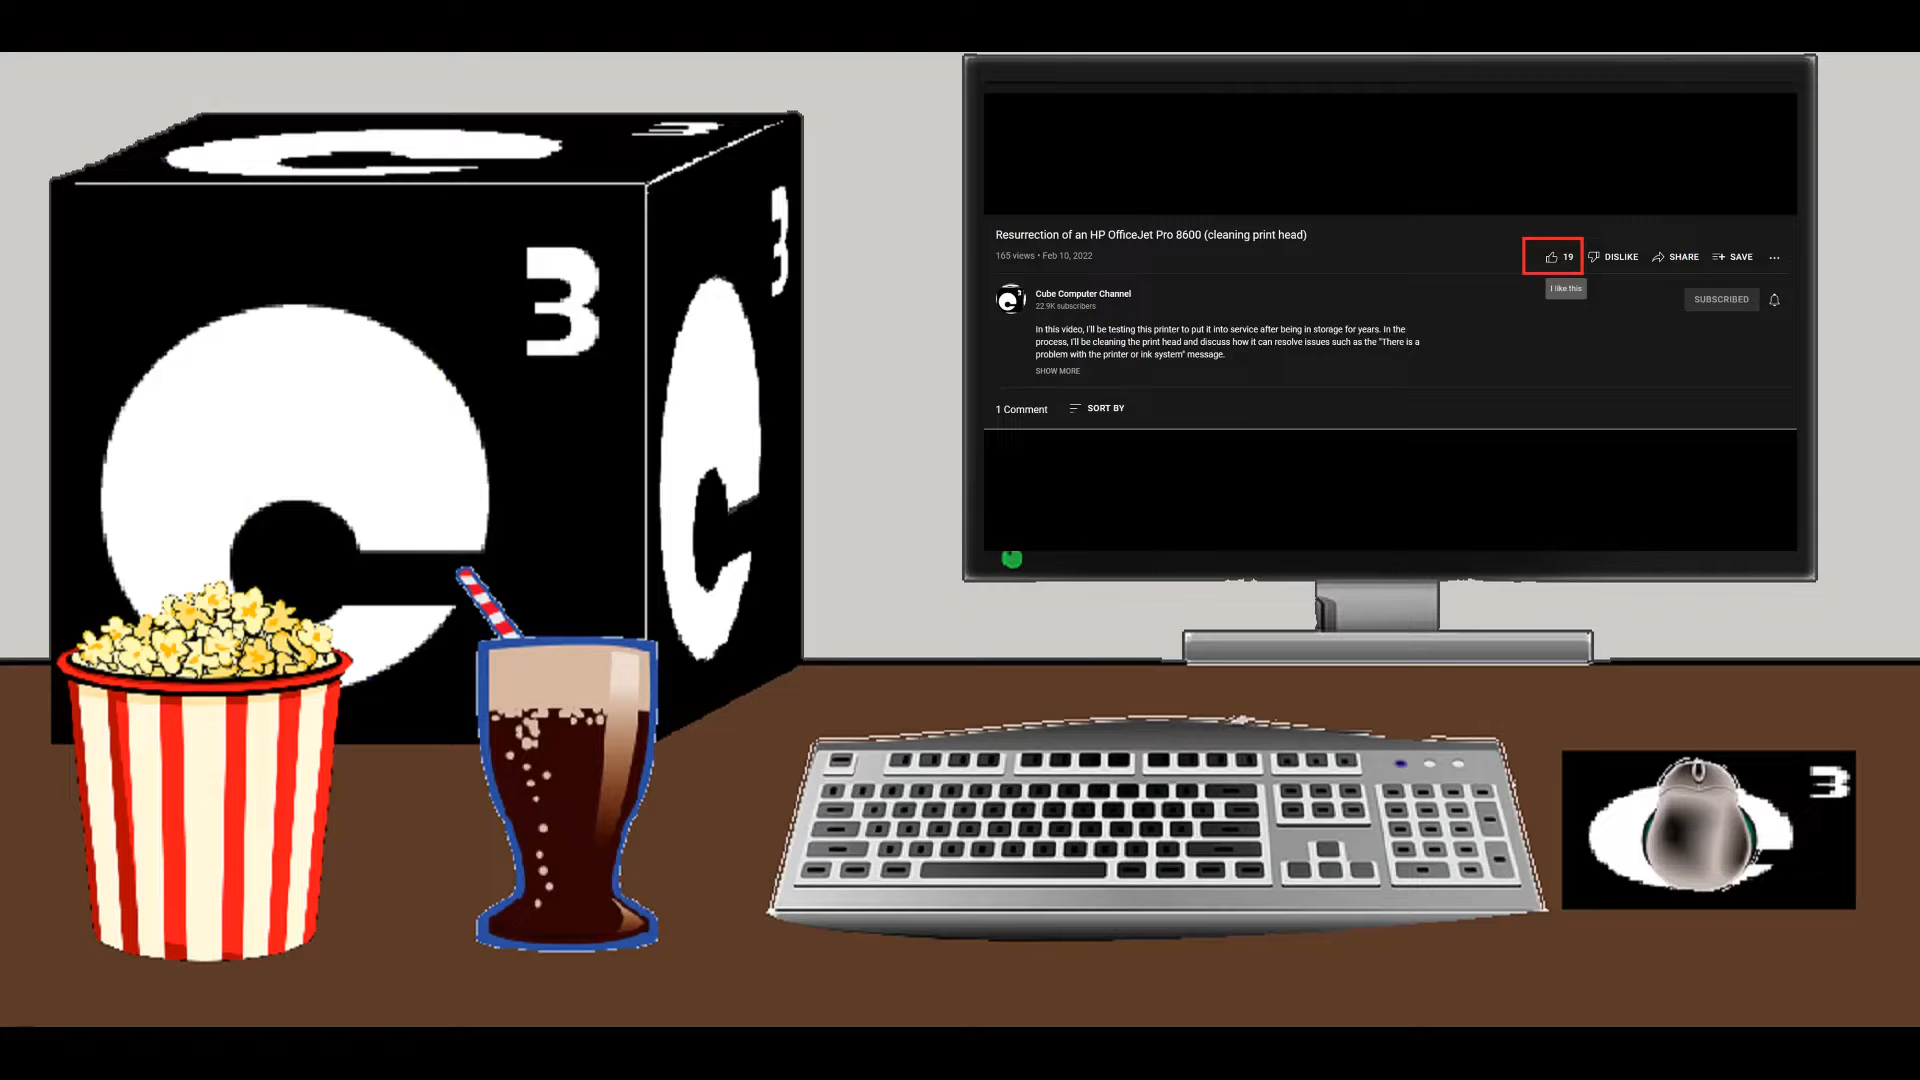 3
3
3
C
C
C
Resurrection of an HP OfficeJet Pro 8600 (cleaning print head)
165 views • Feb 10, 2022
19 DISLIKE SHARE SAVE ...
I like this
Cube Computer Channel
22.9K subscribers
SUBSCRIBED
In this video, I'll be testing this printer to put it into service after being in storage for years. In the
process, I'll be cleaning the print head and discuss how it can resolve issues such as the "There is a
problem with the printer or ink system" message.
SHOW MORE
1 Comment SORT BY
3